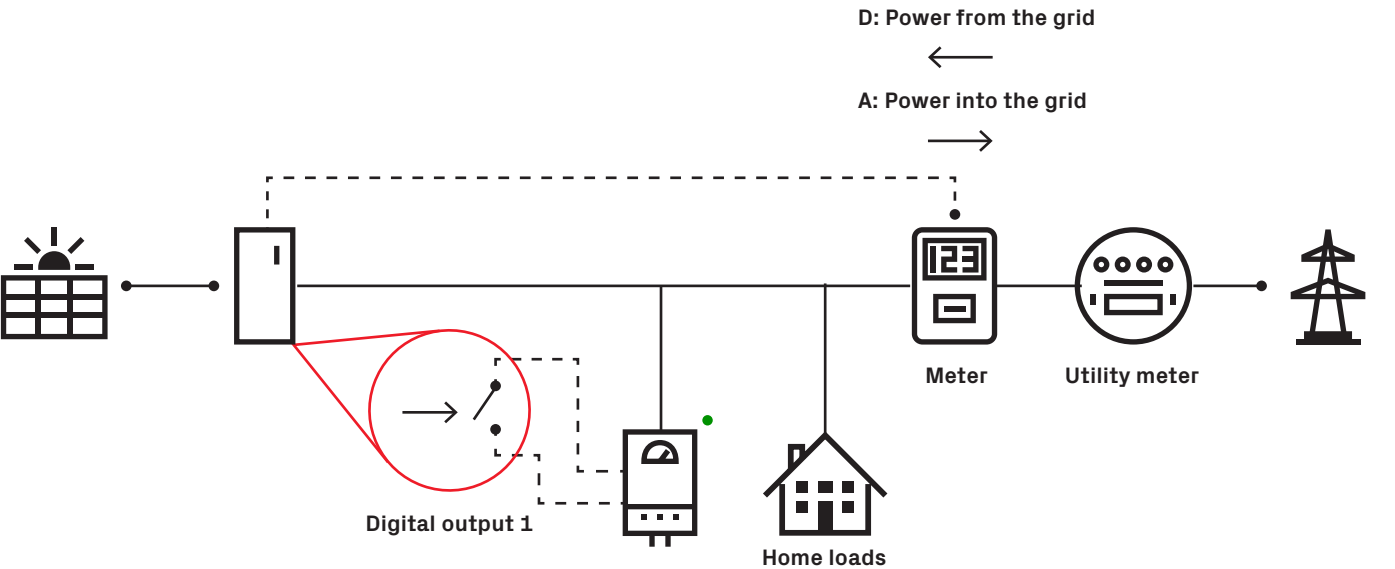 D: Power from the grid
A: Power into the grid
123
Meter
Utility meter
Digital output 1
Home loads